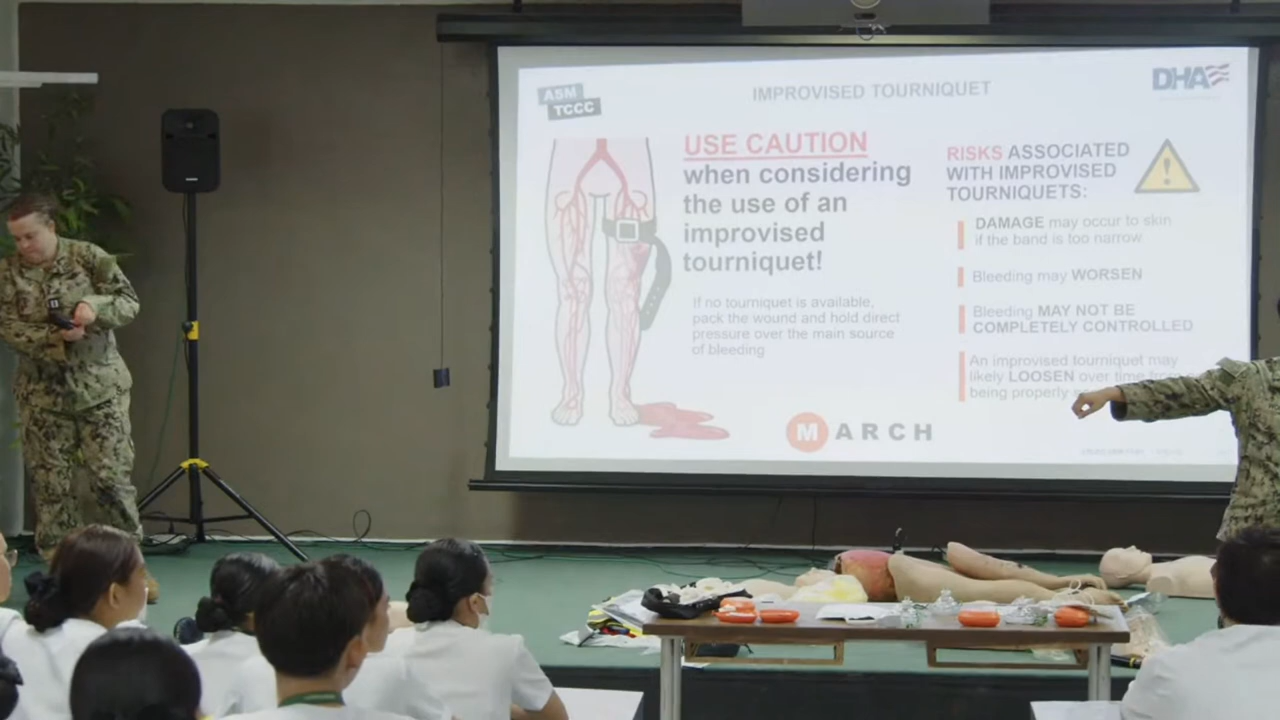 ASM
TCCC
IMPROVISED TOURNIQUET
DHA
USE CAUTION
when considering
the use of an
improvised
tourniquet!
If no tourniquet is available,
pack the wound and hold direct
pressure over the main source
of bleeding
RISKS ASSOCIATED
WITH IMPROVISED
TOURNIQUETS:
DAMAGE may occur to skin
if the band is too narrow
Bleeding may WORSEN
Bleeding MAY NOT BE
COMPLETELY CONTROLLED
An improvised tourniquet may
likely LOOSEN over time
being properly
MARCH